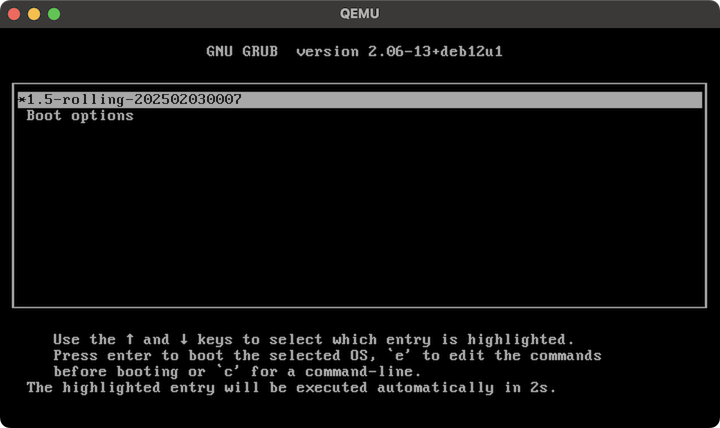 QEMU
GNU GRUB  version 2.06-13+deb12u1
*1.5-rolling-202502030007
Boot options
Use the ↑ and ↓ keys to select which entry is highlighted.
Press enter to boot the selected OS, `e' to edit the commands
before booting or `c' for a command-line.
The highlighted entry will be executed automatically in 2s.